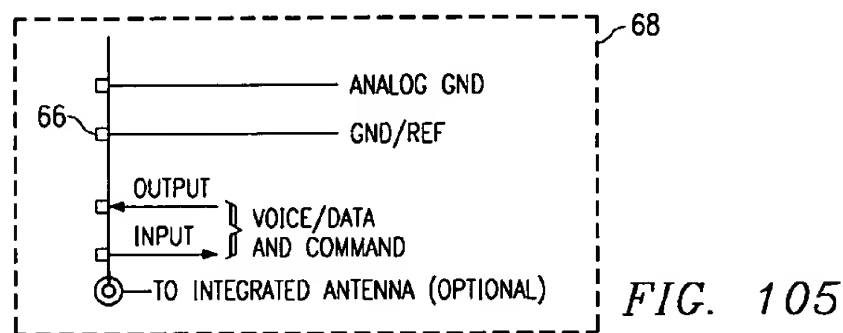 68
ANALOG GND
66
GND/REF
OUTPUT
VOICE/DATA
INPUT
AND COMMAND
TO INTEGRATED ANTENNA (OPTIONAL)
FIG. 105